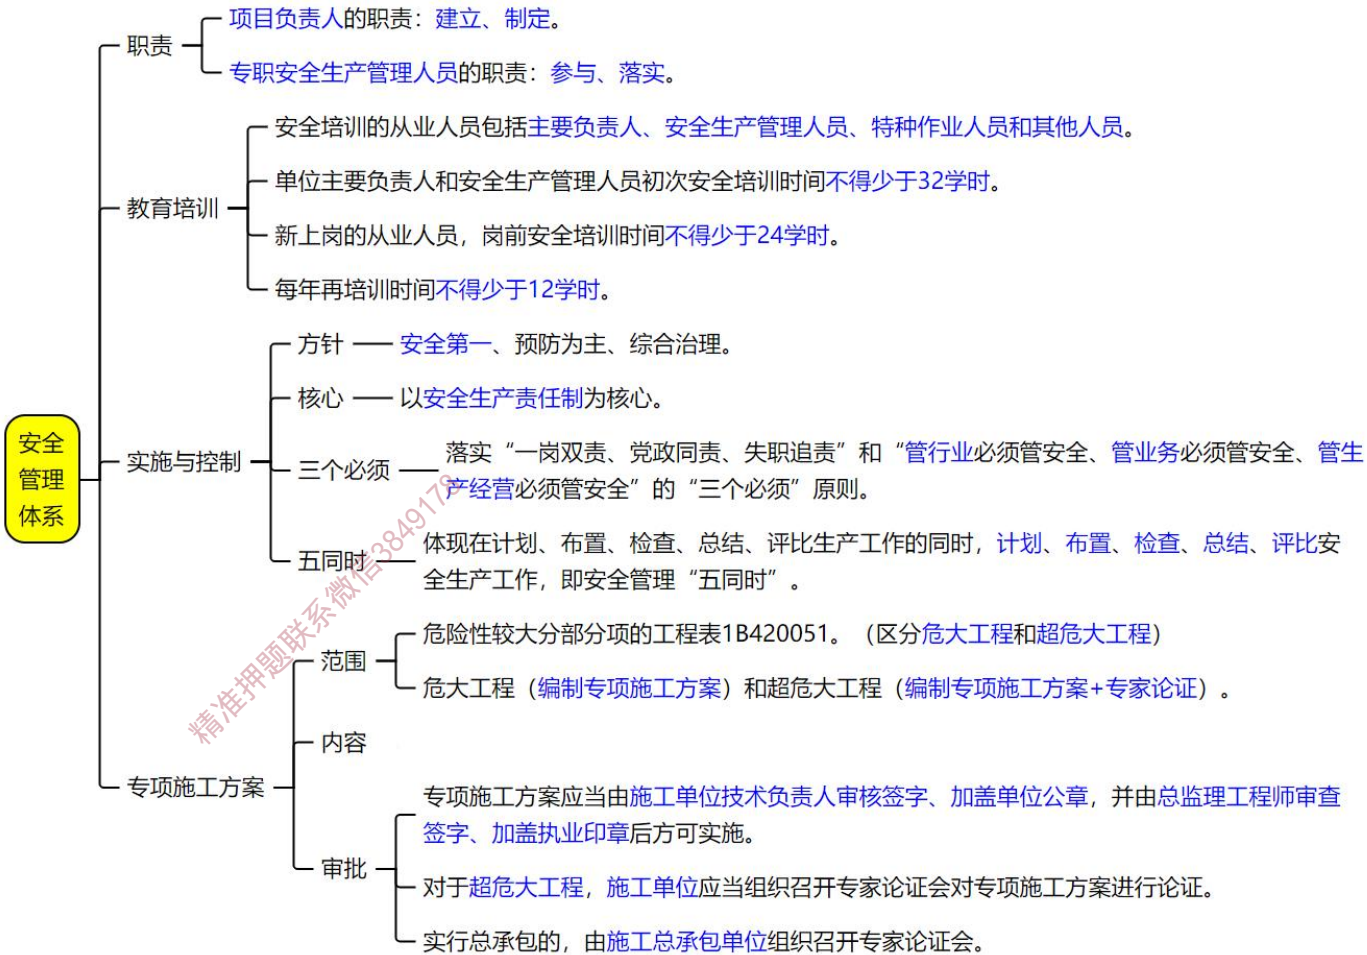 项目负责人的职责：建立、制定。
职责
专职安全生产管理人员的职责：参与、落实。
安全培训的从业人员包括主要负责人、安全生产管理人员、特种作业人员和其他人员。
单位主要负责人和安全生产管理人员初次安全培训时间不得少于32学时。
教育培训
新上岗的从业人员，岗前安全培训时间不得少于24学时。
每年再培训时间不得少于12学时。
方针
安全第一、预防为主、综合治理。
核心
以安全生产责任制为核心。
安全
管理
体系
实施与控制
三个必须
落实“一岗双责、党政同责、失职追责”和“管行业必须管安全、管业务必须管安全、管生
产经营必须管安全”的“三个必须”原则。
五同时
体现在计划、布置、检查、总结、评比生产工作的同时，计划、布置、检查、总结、评比安
全生产工作，即安全管理“五同时”。
范围
危险性较大分部分项的工程表1B420051。（区分危大工程和超危大工程）
危大工程（编制专项施工方案）和超危大工程（编制专项施工方案+专家论证）。
内容
专项施工方案
专项施工方案应当由施工单位技术负责人审核签字、加盖单位公章，并由总监理工程师审查
签字、加盖执业印章后方可实施。
审批
对于超危大工程，施工单位应当组织召开专家论证会对专项施工方案进行论证。
实行总承包的，由施工总承包单位组织召开专家论证会。
精准押题联系微信3849178